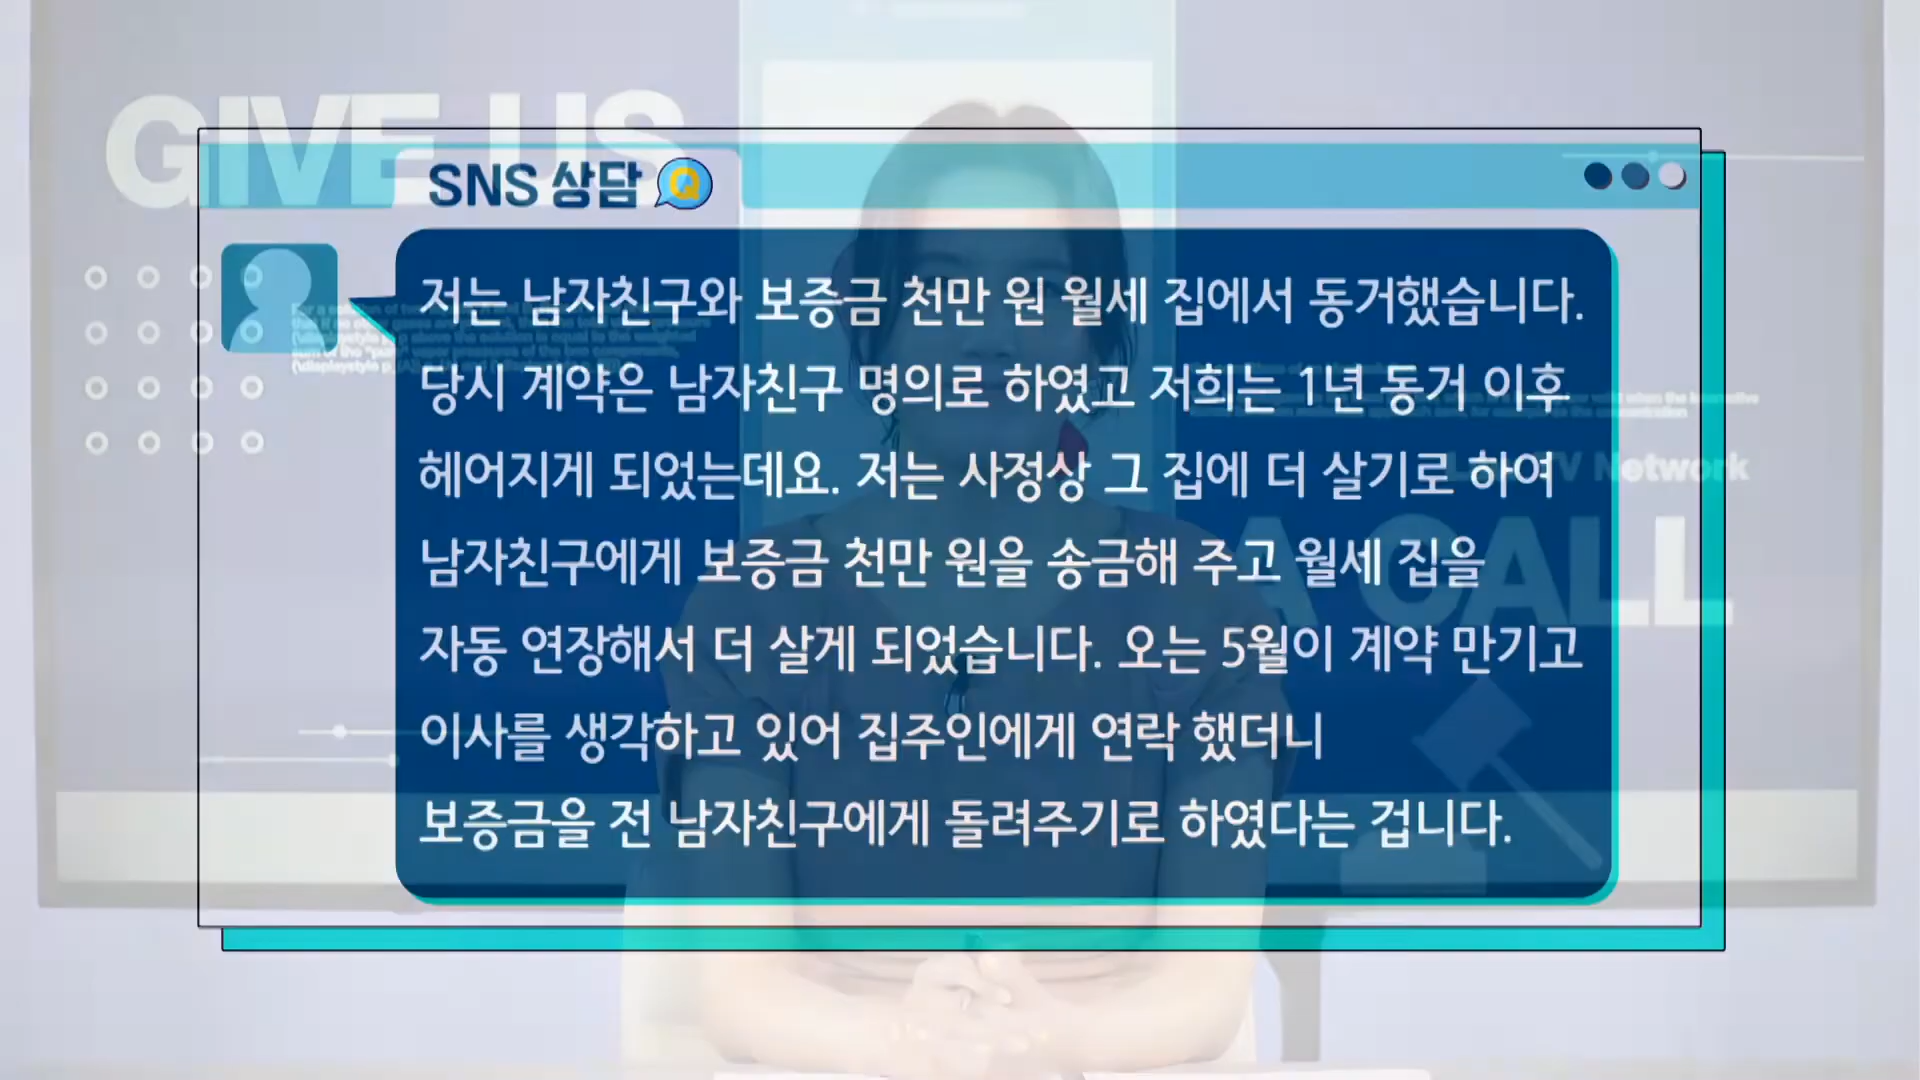 GIVE US
SNS 상담 Q
저는 남자친구와 보증금 천만 원 월세 집에서 동거했습니다.
당시 계약은 남자친구 명의로 하였고 저희는 1년 동거 이후
헤어지게 되었는데요. 저는 사정상 그 집에 더 살기로 하여
남자친구에게 보증금 천만 원을 송금해 주고 월세 집을
자동 연장해서 더 살게 되었습니다. 오는 5월이 계약 만기고
이사를 생각하고 있어 집주인에게 연락 했더니
보증금을 전 남자친구에게 돌려주기로 하였다는 겁니다.
TV Network
A CALL